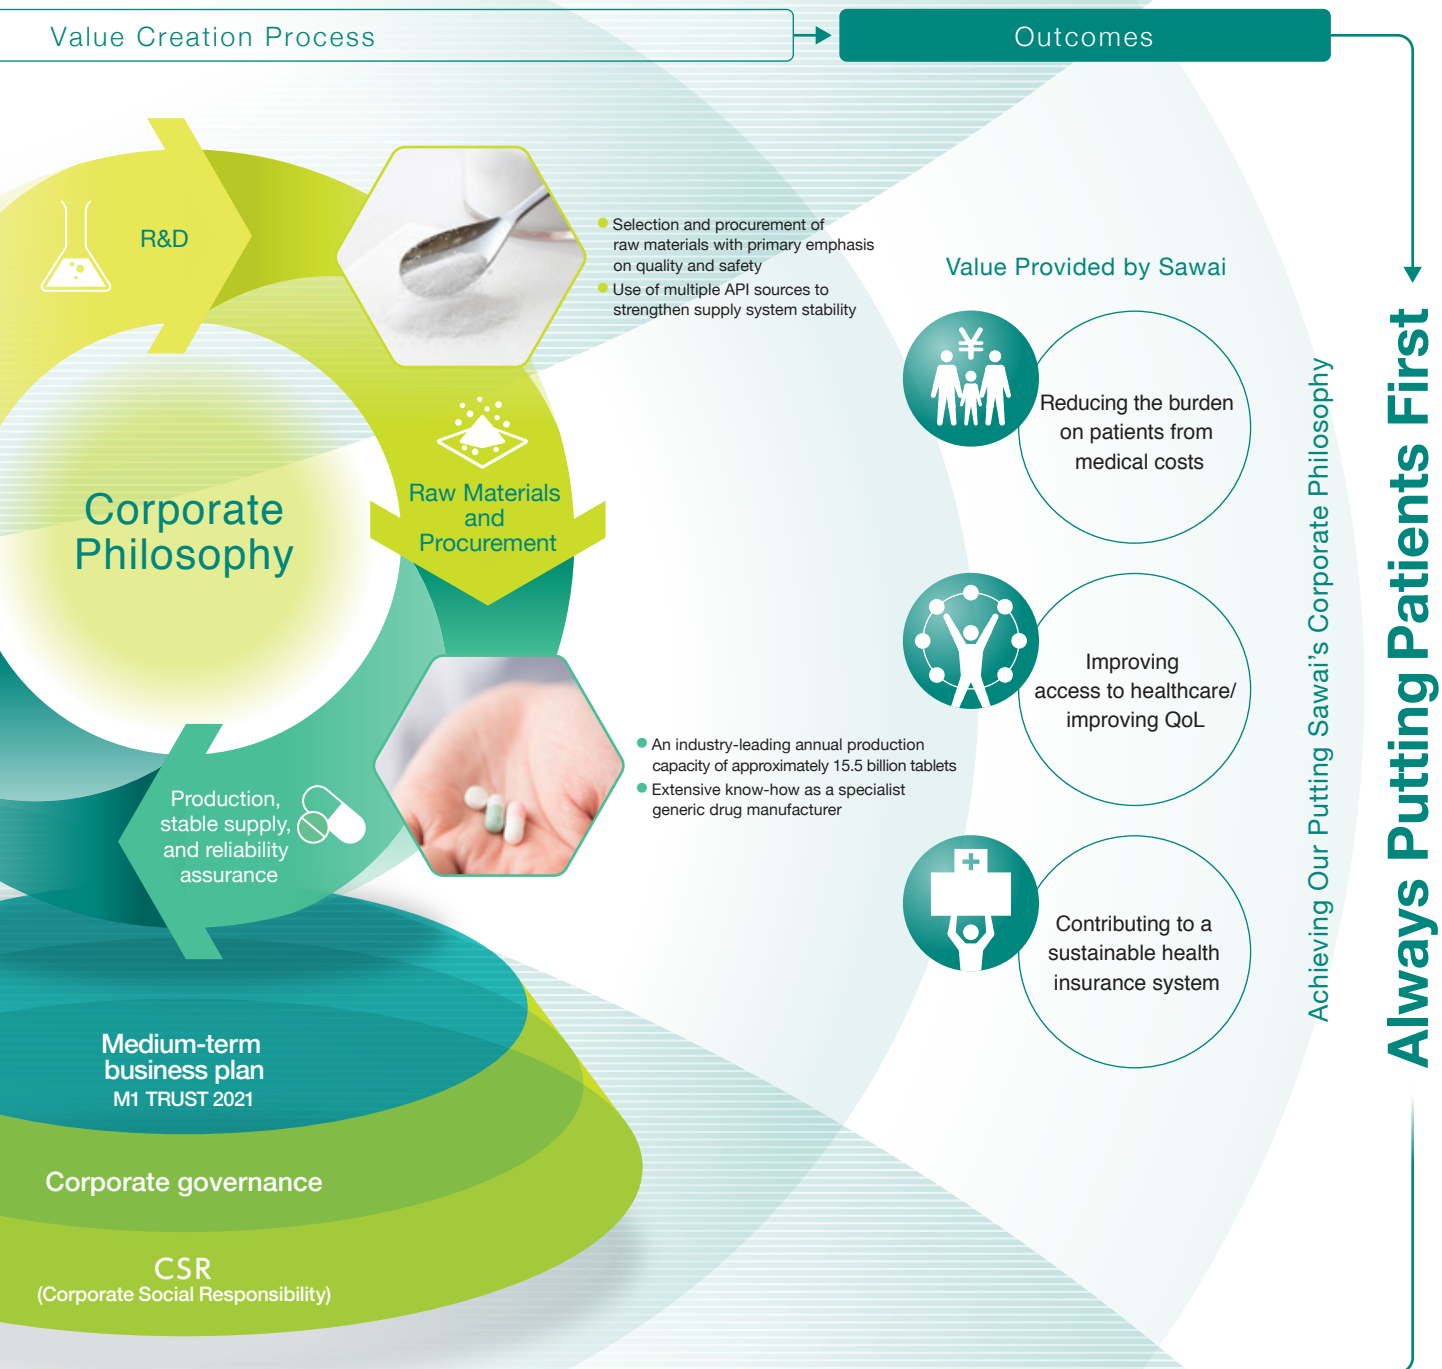 Value Creation Process
Outcomes
R&D
● Selection and procurement of
raw materials with primary emphasis
on quality and safety
● Use of multiple API sources to
strengthen supply system stability
Raw Materials
and
Procurement
Corporate
Philosophy
● An industry-leading annual production
capacity of approximately 15.5 billion tablets
● Extensive know-how as a specialist
generic drug manufacturer
Production,
stable supply,
and reliability
assurance
Medium-term
business plan
M1 TRUST 2021
Corporate governance
CSR
(Corporate Social Responsibility)
Value Provided by Sawai
¥
Reducing the burden
on patients from
medical costs
Improving
access to healthcare/
improving QoL
Contributing to a
sustainable health
insurance system
Achieving Our Putting Sawai's Corporate Philosophy
Always Putting Patients First